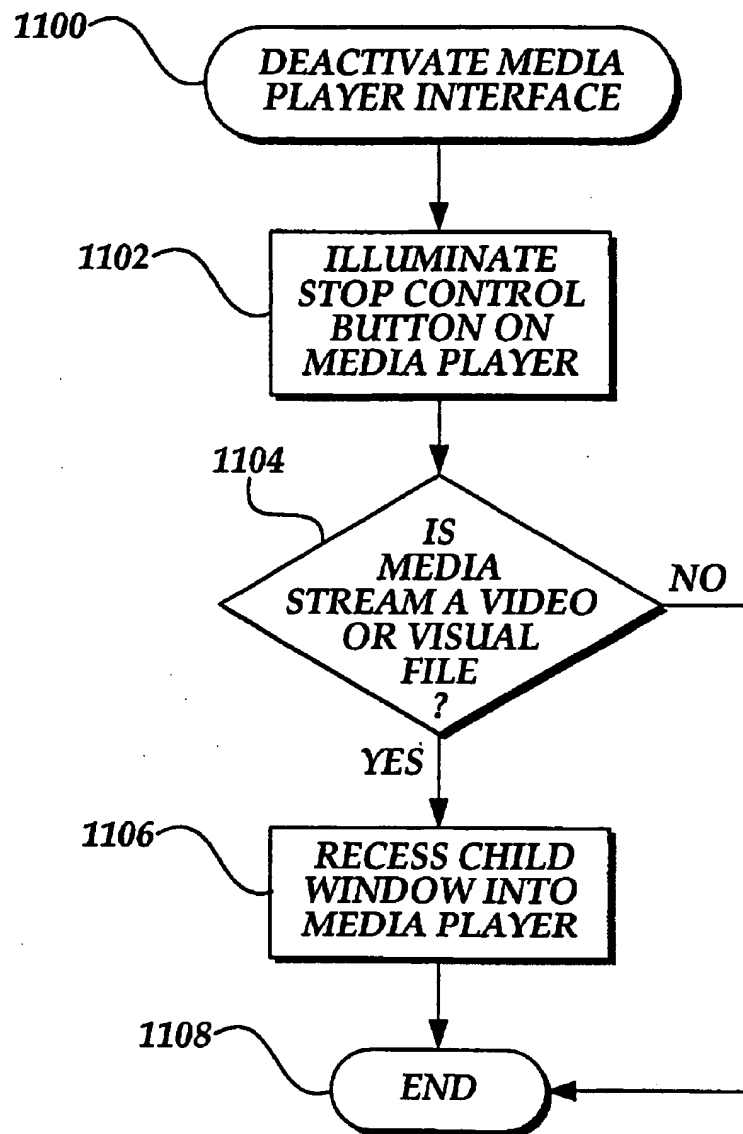 1100
DEACTIVATE MEDIA
PLAYER INTERFACE
1102
ILLUMINATE
STOP CONTROL
BUTTON ON
MEDIA PLAYER
1104
IS
MEDIA
STREAM A VIDEO
OR VISUAL
FILE
?
NO
YES
1106
RECESS CHILD
WINDOW INTO
MEDIA PLAYER
1108
END